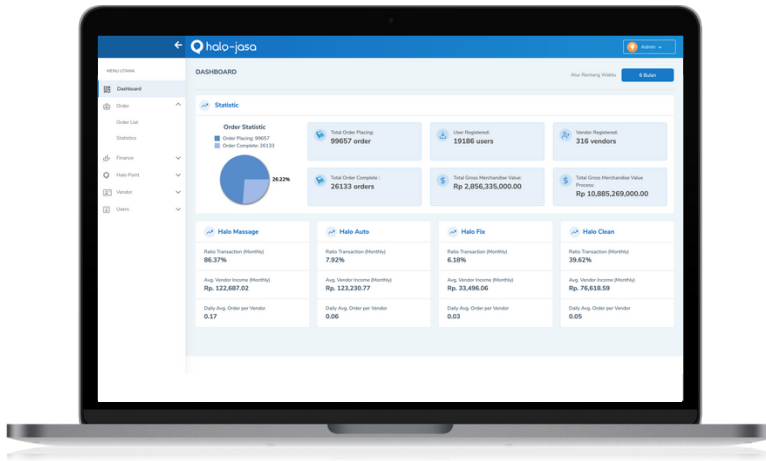 halo-jasa
Admin
MENU UTAMA
Dashboard
Order
Order List
Statistics
Finance
Halo Point
Vendor
Users
DASHBOARD
Atur Rentang Waktu
6 Bulan
Statistic
Order Statistic
Order Placing: 99657
Order Complete: 26133
26.22%
Total Order Placing:
99657 order
User Registered:
19186 users
Vendor Registered:
316 vendors
Total Order Complete :
26133 orders
Total Gross Merchandise Value:
Rp 2,856,335,000.00
Total Gross Merchandise Value
Process:
Rp 10,885,269,000.00
Halo Massage
Ratio Transaction (Monthly)
86.37%
Avg. Vendor Income (Monthly)
Rp. 122,687.02
Daily Avg. Order per Vendor
0.17
Halo Auto
Ratio Transaction (Monthly)
7.92%
Avg. Vendor Income (Monthly)
Rp. 123,230.77
Daily Avg. Order per Vendor
0.06
Halo Fix
Ratio Transaction (Monthly)
6.18%
Avg. Vendor Income (Monthly)
Rp. 33,496.06
Daily Avg. Order per Vendor
0.03
Halo Clean
Ratio Transaction (Monthly)
39.62%
Avg. Vendor Income (Monthly)
Rp. 76,618.59
Daily Avg. Order per Vendor
0.05